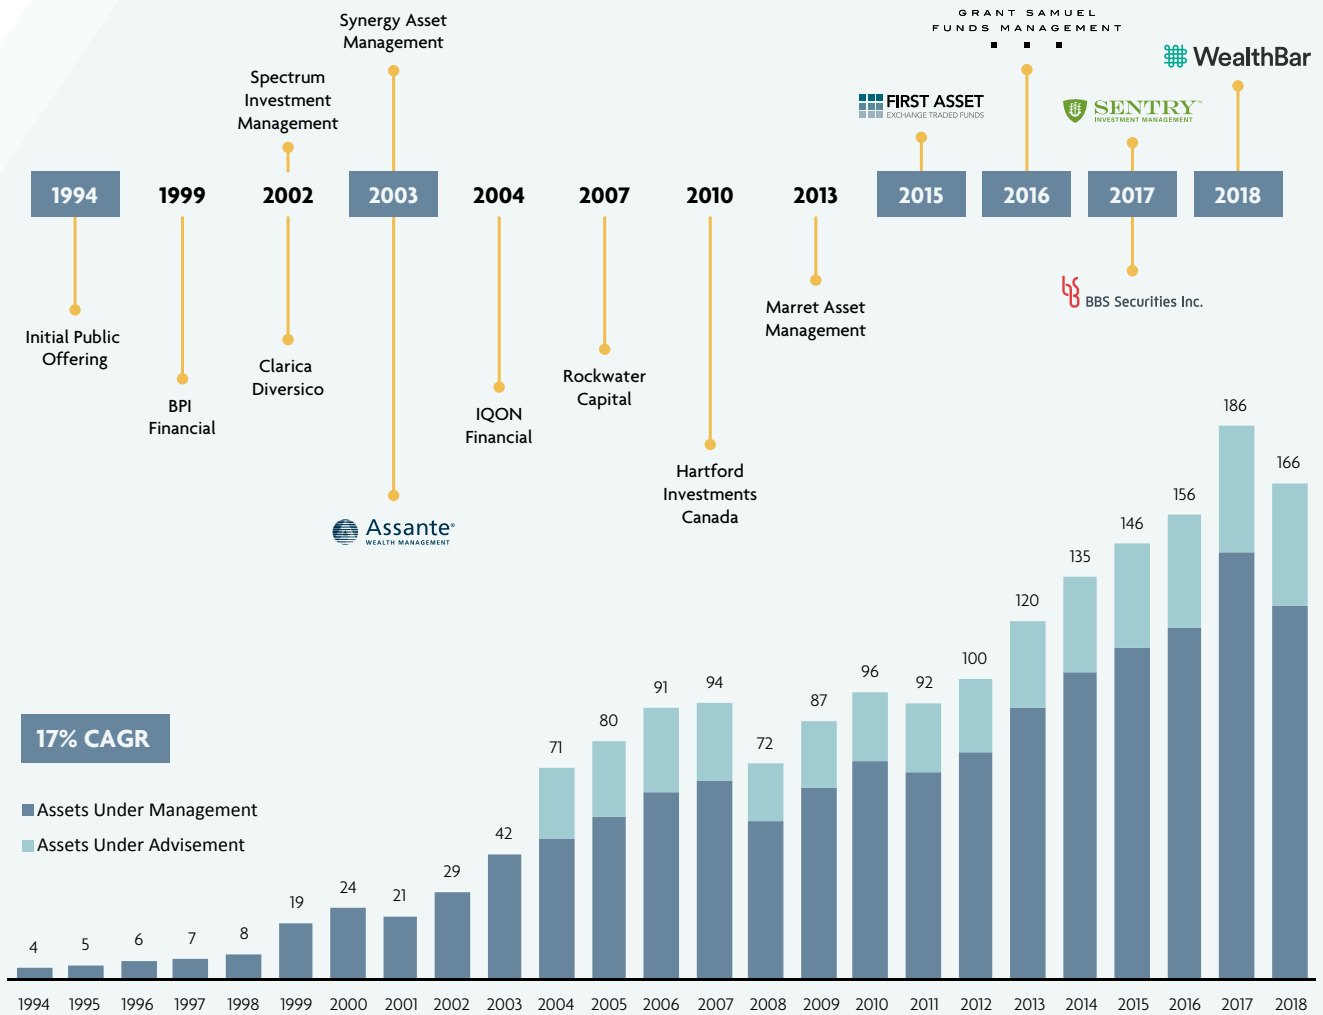 GRANT SAMUEL
FUNDS MANAGEMENT
Synergy Asset
Management
WealthBar
Spectrum
Investment
Management
FIRST ASSET
EXCHANGE TRADED FUNDS
SENTRY™
INVESTMENT MANAGEMENT
1994
1999
2002
2003
2004
2007
2010
2013
2015
2016
2017
2018
Initial Public
Offering
BPI
Financial
Clarica
Diversico
Assante®
WEALTH MANAGEMENT
IQON
Financial
Rockwater
Capital
Hartford
Investments
Canada
Marret Asset
Management
BBS Securities Inc.
17% CAGR
Assets Under Management
Assets Under Advisement
4
5
6
7
8
19
24
21
29
42
71
80
91
94
72
87
96
92
100
120
135
146
156
186
166
1994 1995 1996 1997 1998 1999 2000 2001 2002 2003 2004 2005 2006 2007 2008 2009 2010 2011 2012 2013 2014 2015 2016 2017 2018